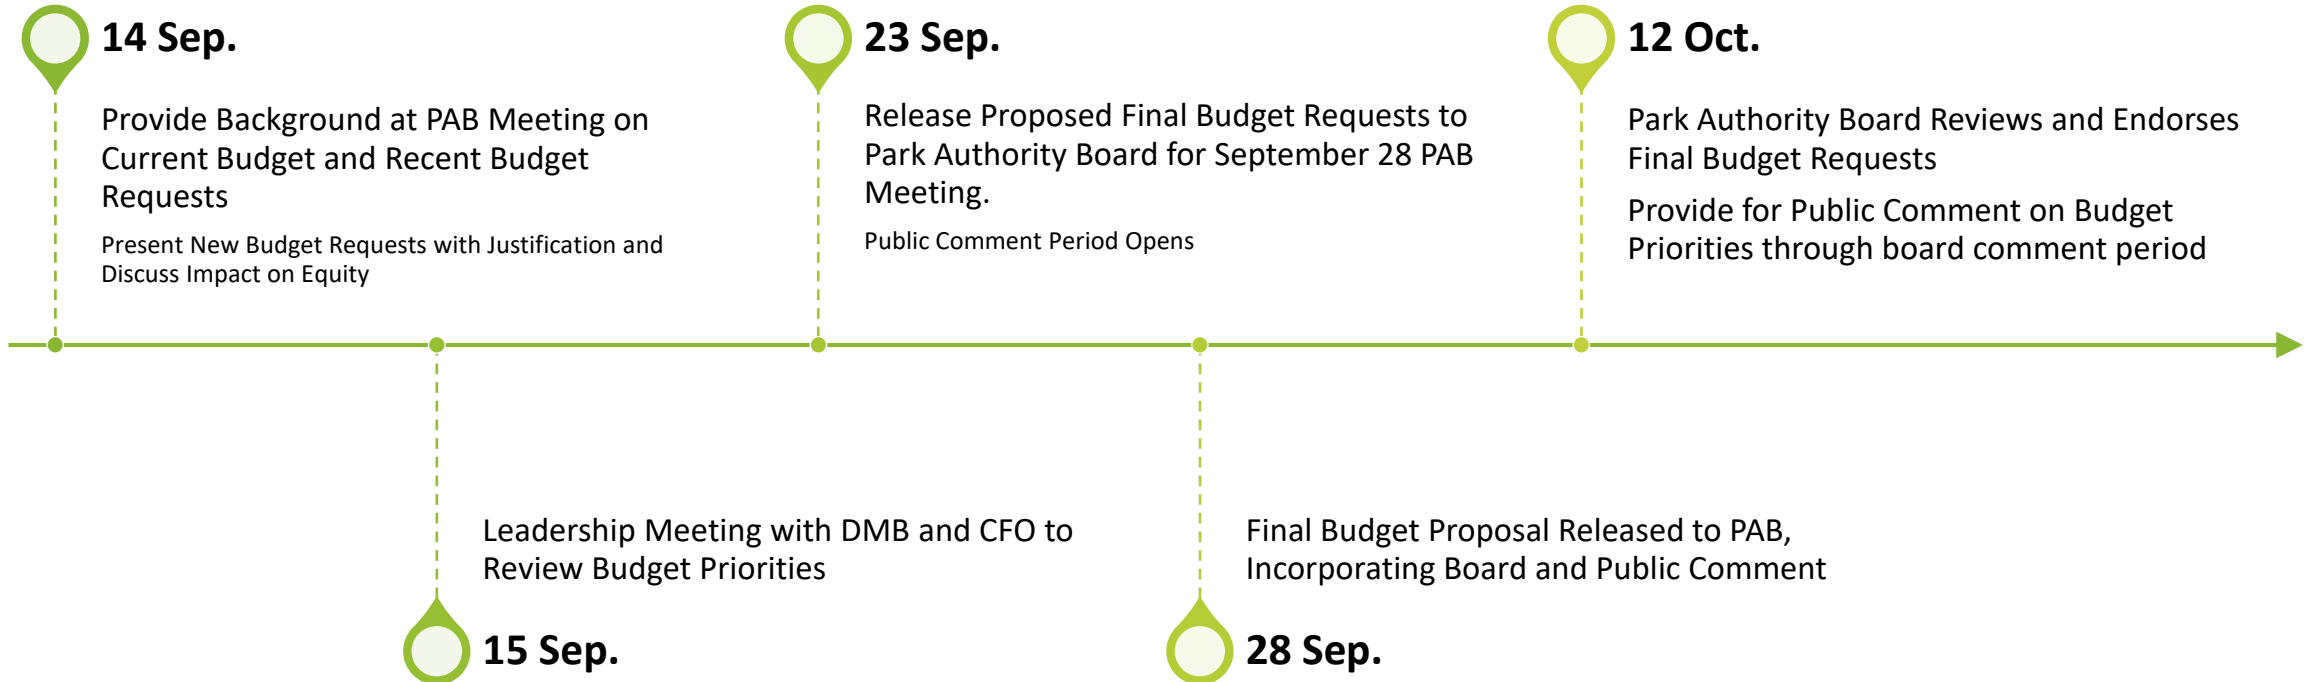 14 Sep.
Provide Background at PAB Meeting on
Current Budget and Recent Budget
Requests
Present New Budget Requests with Justification and
Discuss Impact on Equity
23 Sep.
Release Proposed Final Budget Requests to
Park Authority Board for September 28 PAB
Meeting.
Public Comment Period Opens
12 Oct.
Park Authority Board Reviews and Endorses
Final Budget Requests
Provide for Public Comment on Budget
Priorities through board comment period
Leadership Meeting with DMB and CFO to
Review Budget Priorities
15 Sep.
Final Budget Proposal Released to PAB,
Incorporating Board and Public Comment
28 Sep.